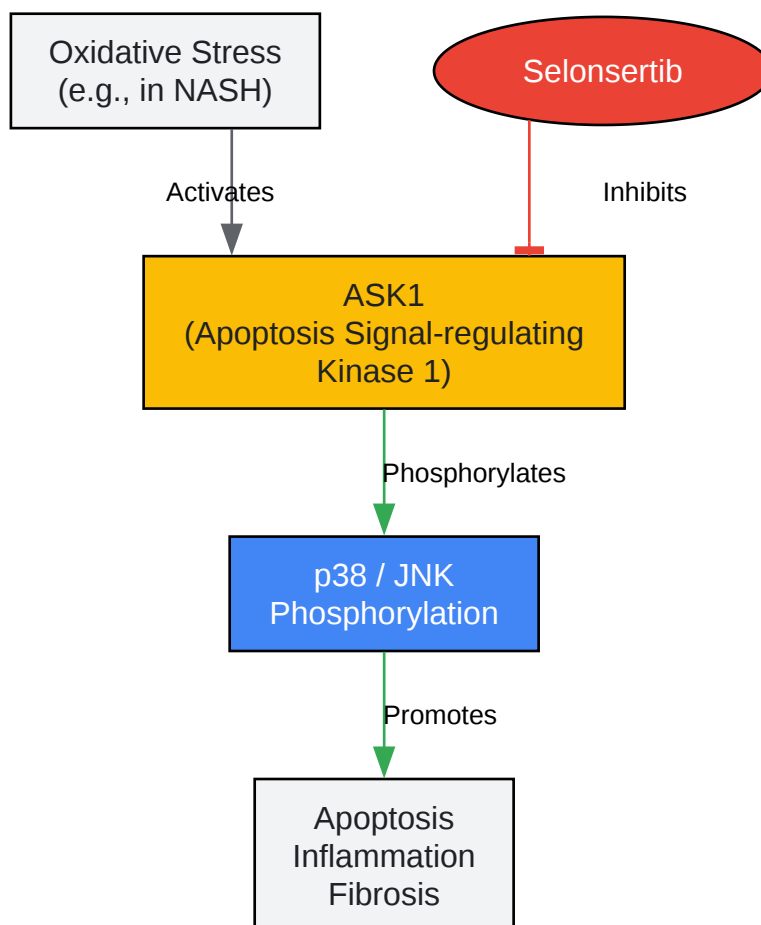 Oxidative Stress
(e.g., in NASH)
Selonsertib
Activates
Inhibits
ASK1
(Apoptosis Signal-regulating
Kinase 1)
Phosphorylates
p38 / JNK
Phosphorylation
Promotes
Apoptosis
Inflammation
Fibrosis